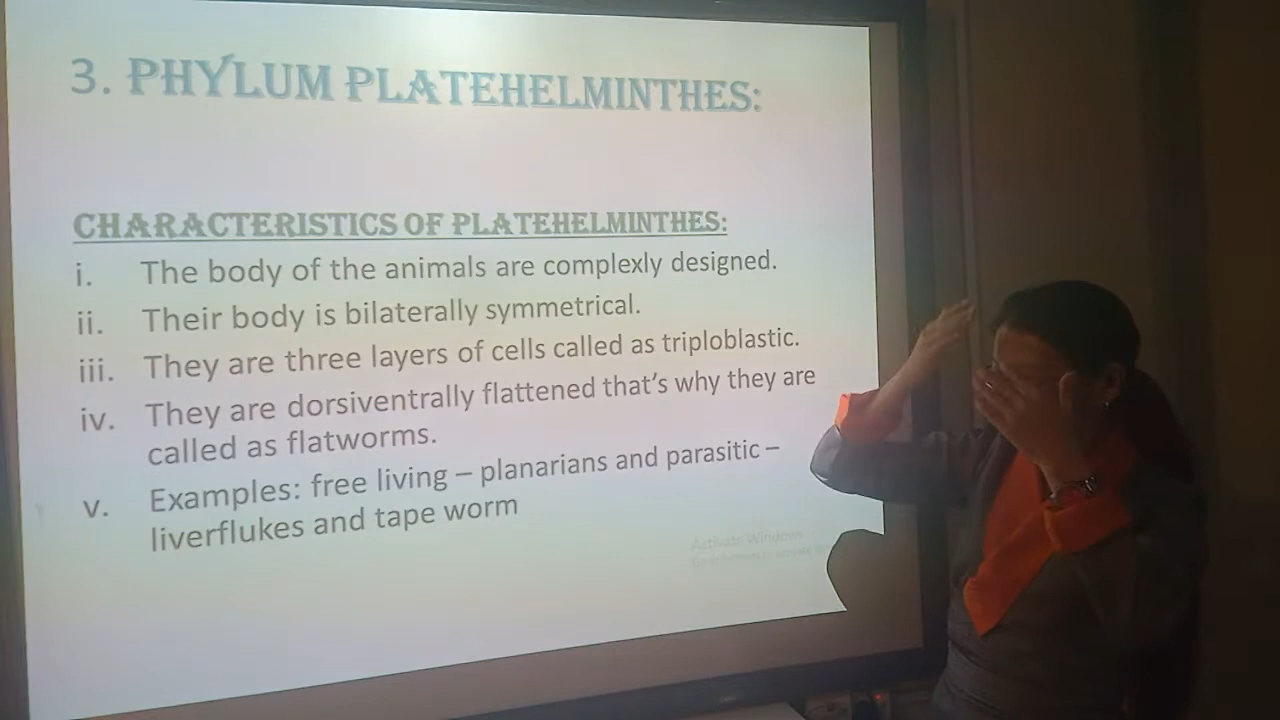 3. PHYLUM PLATEHELMINTHES:
CHARACTERISTICS OF PLATEHELMINTHES:
i. The body of the animals are complexly designed.
ii. Their body is bilaterally symmetrical.
iii. They are three layers of cells called as triploblastic.
iv. They are dorsiventrally flattened that's why they are
called as flatworms.
v. Examples: free living – planarians and parasitic –
liverflukes and tape worm
Activate Windows